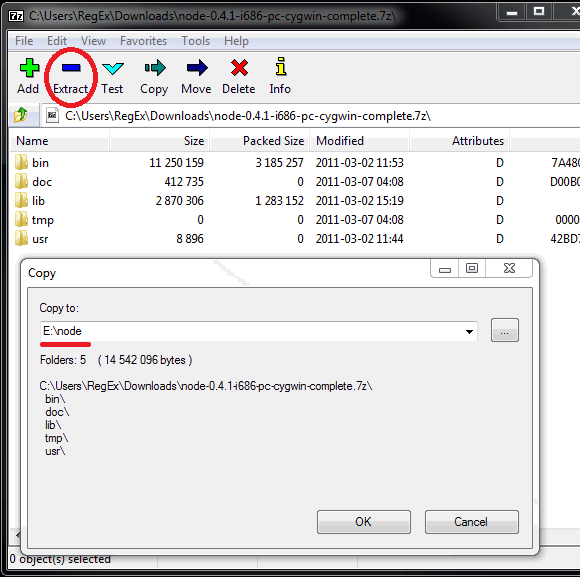 7z C:\Users\RegEx\Downloads\node-0.4.1-i686-pc-cygwin-complete.7z\
File Edit View Favorites Tools Help
Add Extract Test Copy Move Delete Info
7z C:\Users\RegEx\Downloads\node-0.4.1-i686-pc-cygwin-complete.7z\
Name Size Packed Size Modified Attributes
bin 11 250 159 3 185 257 2011-03-02 11:53 D 7A480
doc 412 735 0 2011-03-07 04:08 D D00B0
lib 2 870 306 1 283 152 2011-03-02 15:19 D
tmp 0 0 2011-03-07 04:08 D 0000
usr 8 896 0 2011-03-02 11:44 D 42BD7
Copy
Copy to:
E:\node
...
Folders: 5 ( 14 542 096 bytes )
C:\Users\RegEx\Downloads\node-0.4.1-i686-pc-cygwin-complete.7z\
bin\
doc\
lib\
tmp\
usr\
OK Cancel
0 object(s) selected